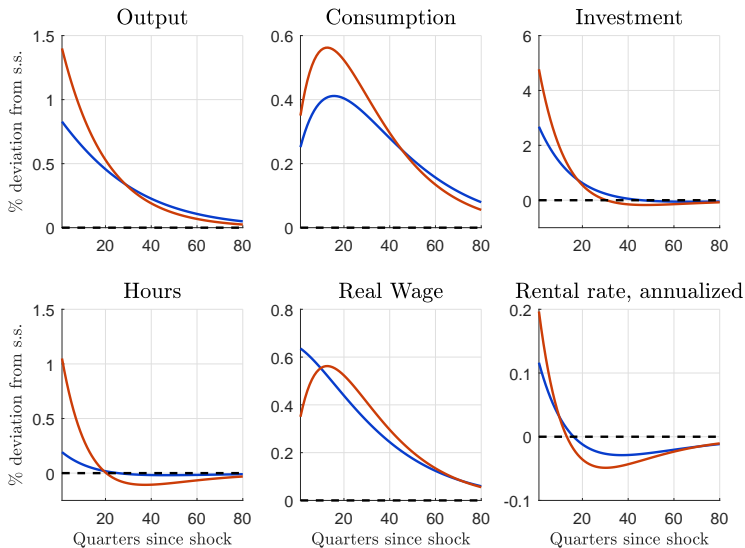 Output
% deviation from s.s.
1.5
1
0.5
0
20 40 60 80
Consumption
0.6
0.4
0.2
0
20 40 60 80
Investment
6
4
2
0
20 40 60 80
Hours
% deviation from s.s.
1.5
1
0.5
0
20 40 60 80
Quarters since shock
Real Wage
0.8
0.6
0.4
0.2
0
20 40 60 80
Quarters since shock
Rental rate, annualized
0.2
0.1
0
-0.1
20 40 60 80
Quarters since shock